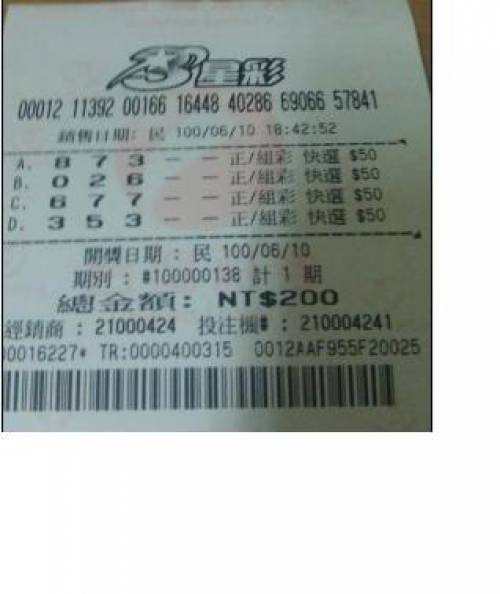 3星彩
00012 11392 00166 16448 40286 69066 57841
銷售日期: 民 100/06/10 18:42:52
A. 8 7 3 - - 正/組彩 快選 $50
B. 0 2 6 - - 正/組彩 快選 $50
C. 6 7 7 - - 正/組彩 快選 $50
D. 3 5 3 - - 正/組彩 快選 $50
開獎日期 : 民 100/06/10
期別 : #100000138 計 1 期
總金額: NT$200
經銷商 : 21000424 投注機# : 210004241
00016227* TR:0000400315 0012AAF955F20025